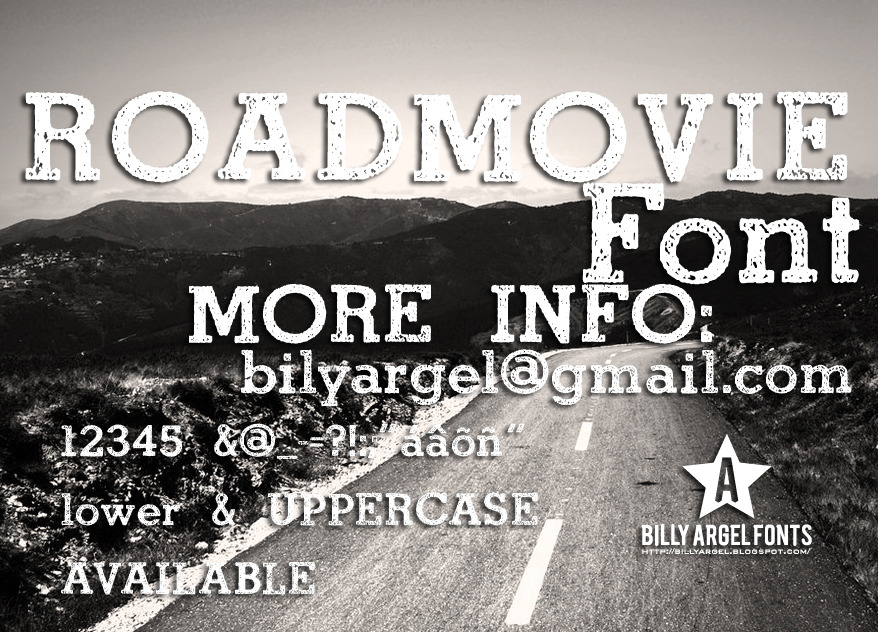 ROADMOVIE
Font
MORE INFO:
bilyargel@gmail.com
12345 &@_-=?!;,"áàõñ"
lower & UPPERCASE
AVAILABLE
A
BILLY ARGEL FONTS
HTTP://BILLYARGEL.BLOGSPOT.COM/